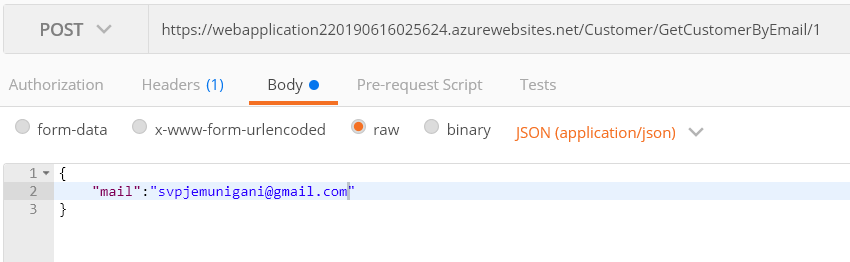 POST https://webapplication220190616025624.azurewebsites.net/Customer/GetCustomerByEmail/1
Authorization Headers (1) Body Pre-request Script Tests
form-data x-www-form-urlencoded raw binary JSON (application/json)
1 {
2 "mail":"svpjemunigani@gmail.com"
3 }